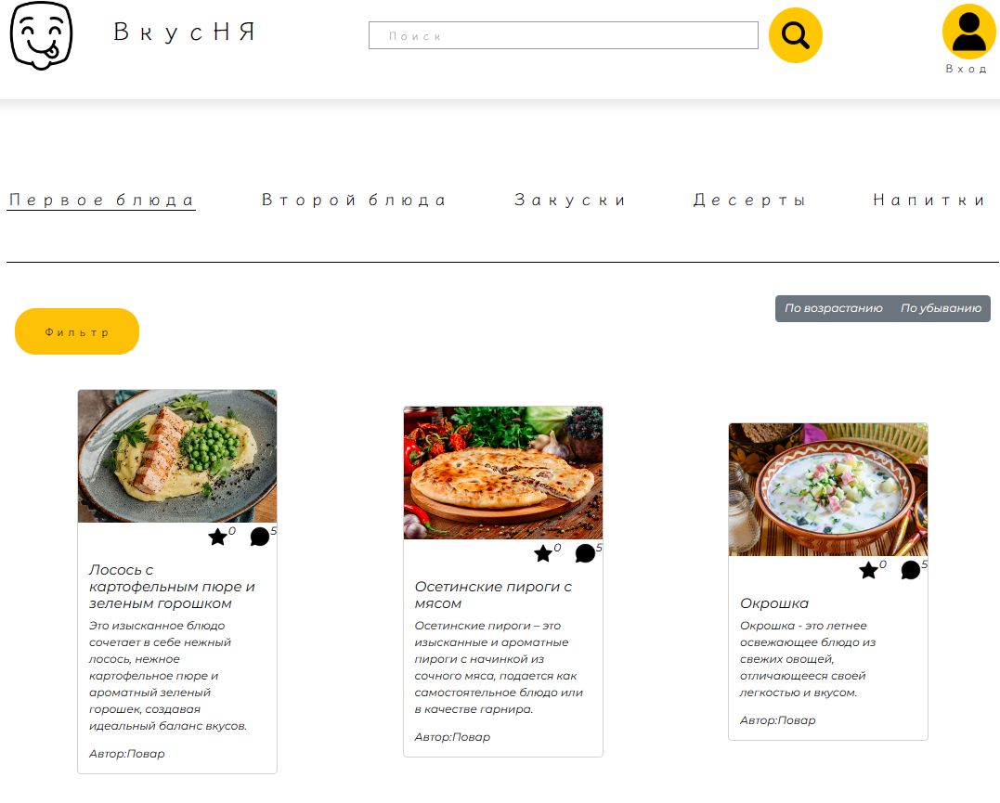 ВкусНЯ
Поиск
Вход
Первое блюда
Второй блюда
Закуски
Десерты
Напитки
По возрастанию
По убыванию
Фильтр
0
5
Лосось с
картофельным пюре и
зеленым горошком
Это изысканное блюдо
сочетает в себе нежный
лосось, нежное
картофельное пюре и
ароматный зеленый
горошек, создавая
идеальный баланс вкусов.
Автор:Повар
0
5
Осетинские пироги с
мясом
Осетинские пироги – это
изысканные и ароматные
пироги с начинкой из
сочного мяса, подается как
самостоятельное блюдо или
в качестве гарнира.
Автор:Повар
0
5
Окрошка
Окрошка - это летнее
освежающее блюдо из
свежих овощей,
отличающееся своей
легкостью и вкусом.
Автор:Повар